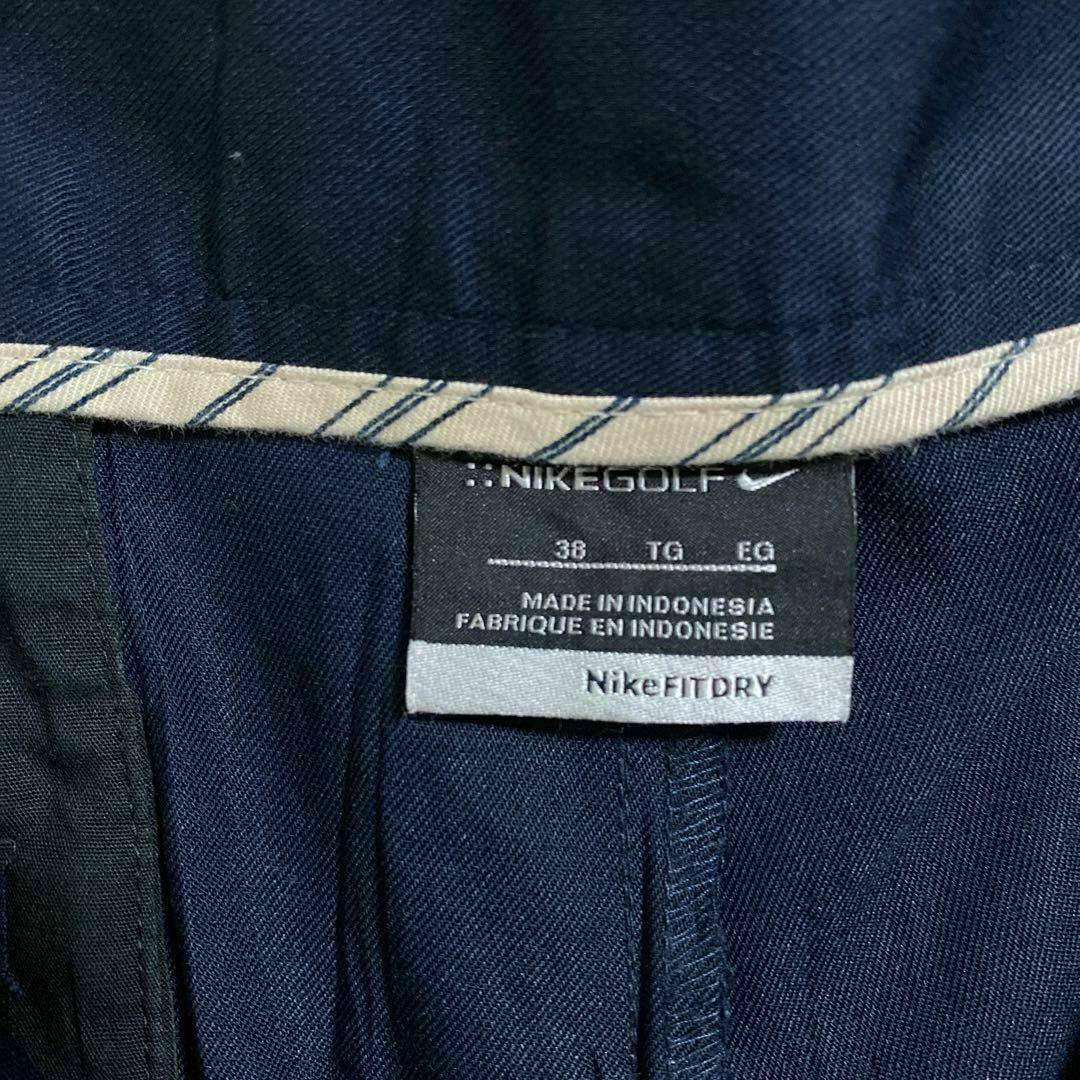 NIKEGOLF
38 TG EG
MADE IN INDONESIA
FABRIQUE EN INDONESIE
NikeFITDRY